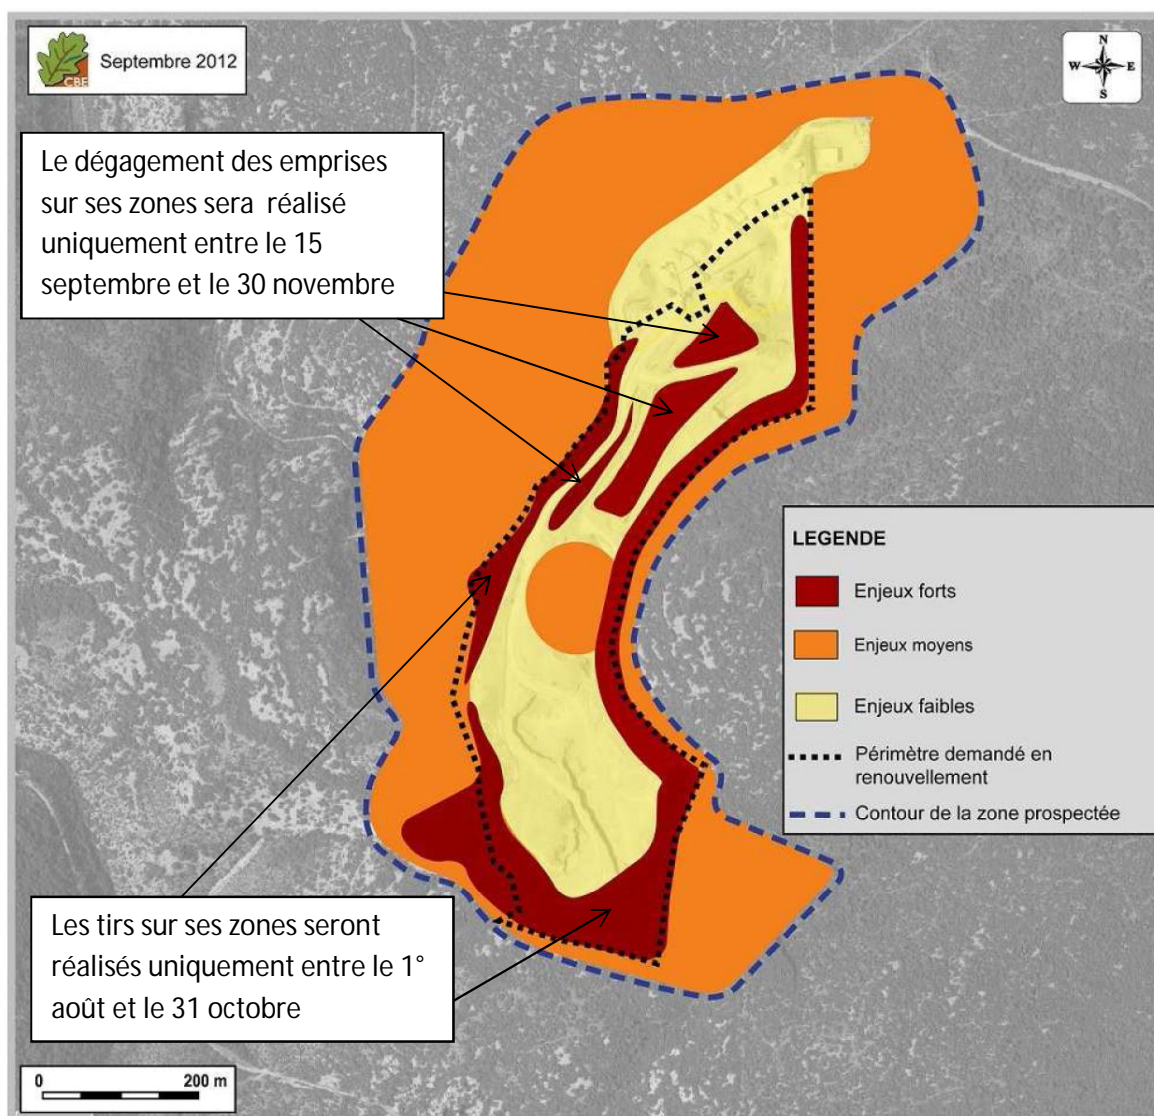 CBE
Septembre 2012
N
W E
S
Le dégagement des emprises
sur ses zones sera réalisé
uniquement entre le 15
septembre et le 30 novembre
LEGENDE
Enjeux forts
Enjeux moyens
Enjeux faibles
Périmètre demandé en
renouvellement
Contour de la zone prospectée
Les tirs sur ses zones seront
réalisés uniquement entre le 1°
août et le 31 octobre
0 200 m